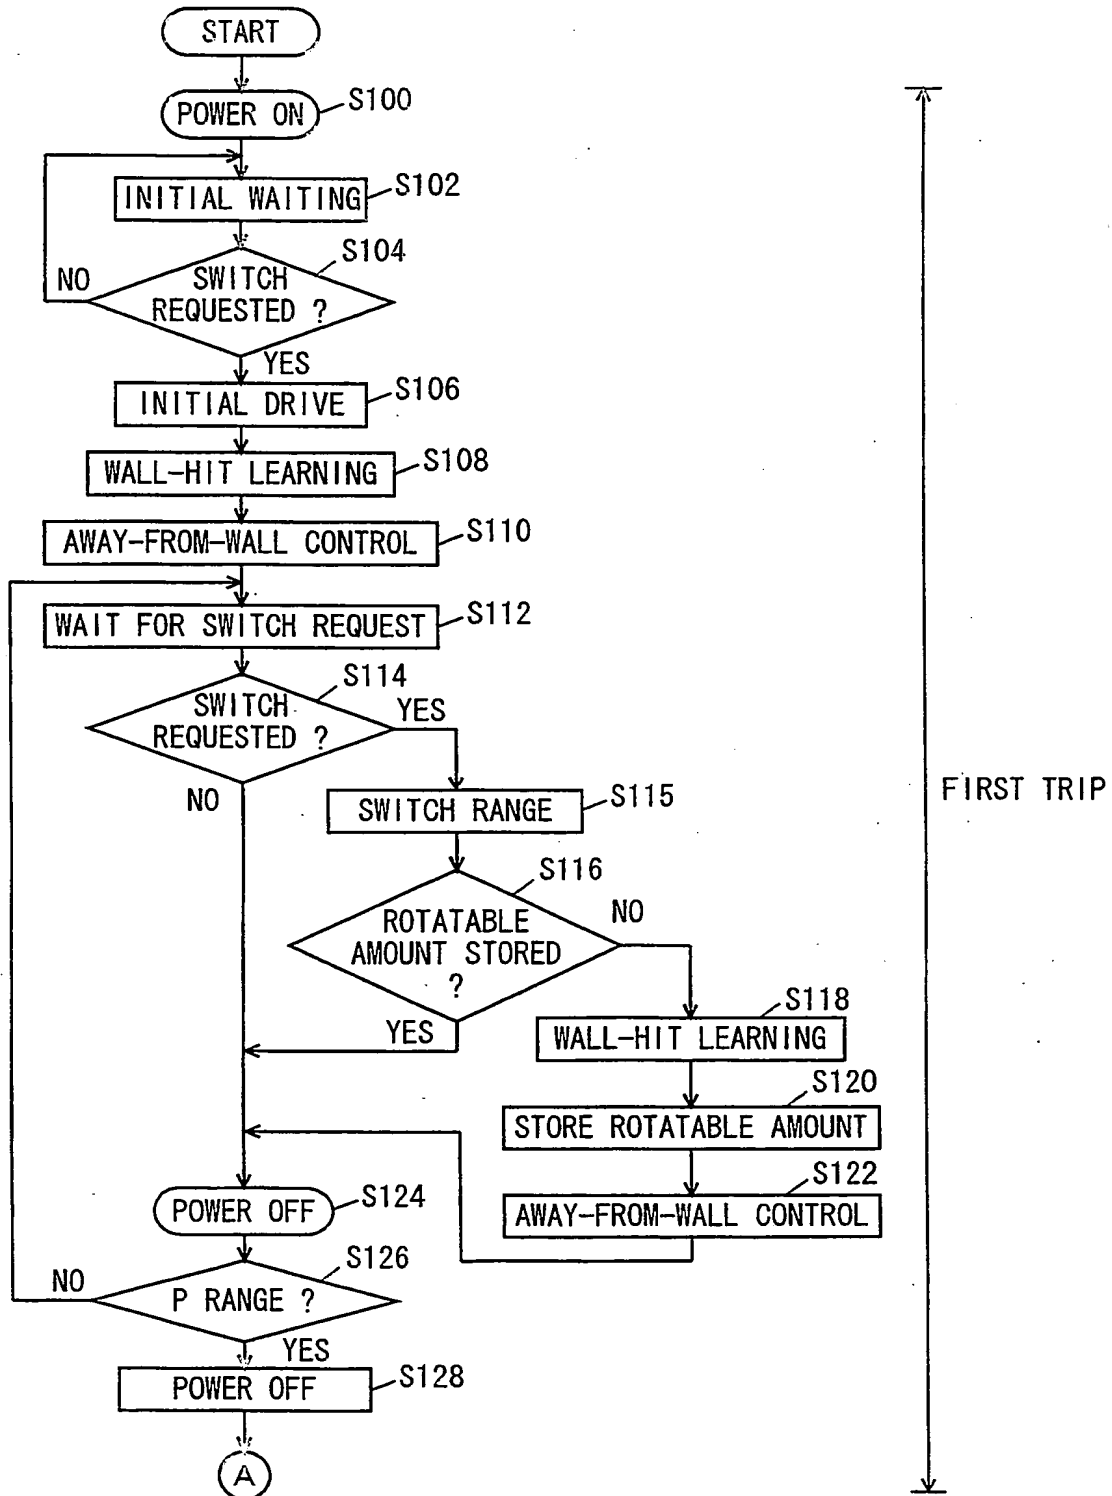 START
POWER ON
S100
INITIAL WAITING
S102
S104
SWITCH
REQUESTED ?
NO
YES
INITIAL DRIVE
S106
WALL-HIT LEARNING
S108
AWAY-FROM-WALL CONTROL
S110
WAIT FOR SWITCH REQUEST
S112
S114
SWITCH
REQUESTED ?
YES
NO
SWITCH RANGE
S115
S116
ROTATABLE
AMOUNT STORED
?
NO
YES
S118
WALL-HIT LEARNING
S120
STORE ROTATABLE AMOUNT
S122
AWAY-FROM-WALL CONTROL
POWER OFF
S124
S126
P RANGE ?
NO
YES
POWER OFF
S128
A
FIRST TRIP